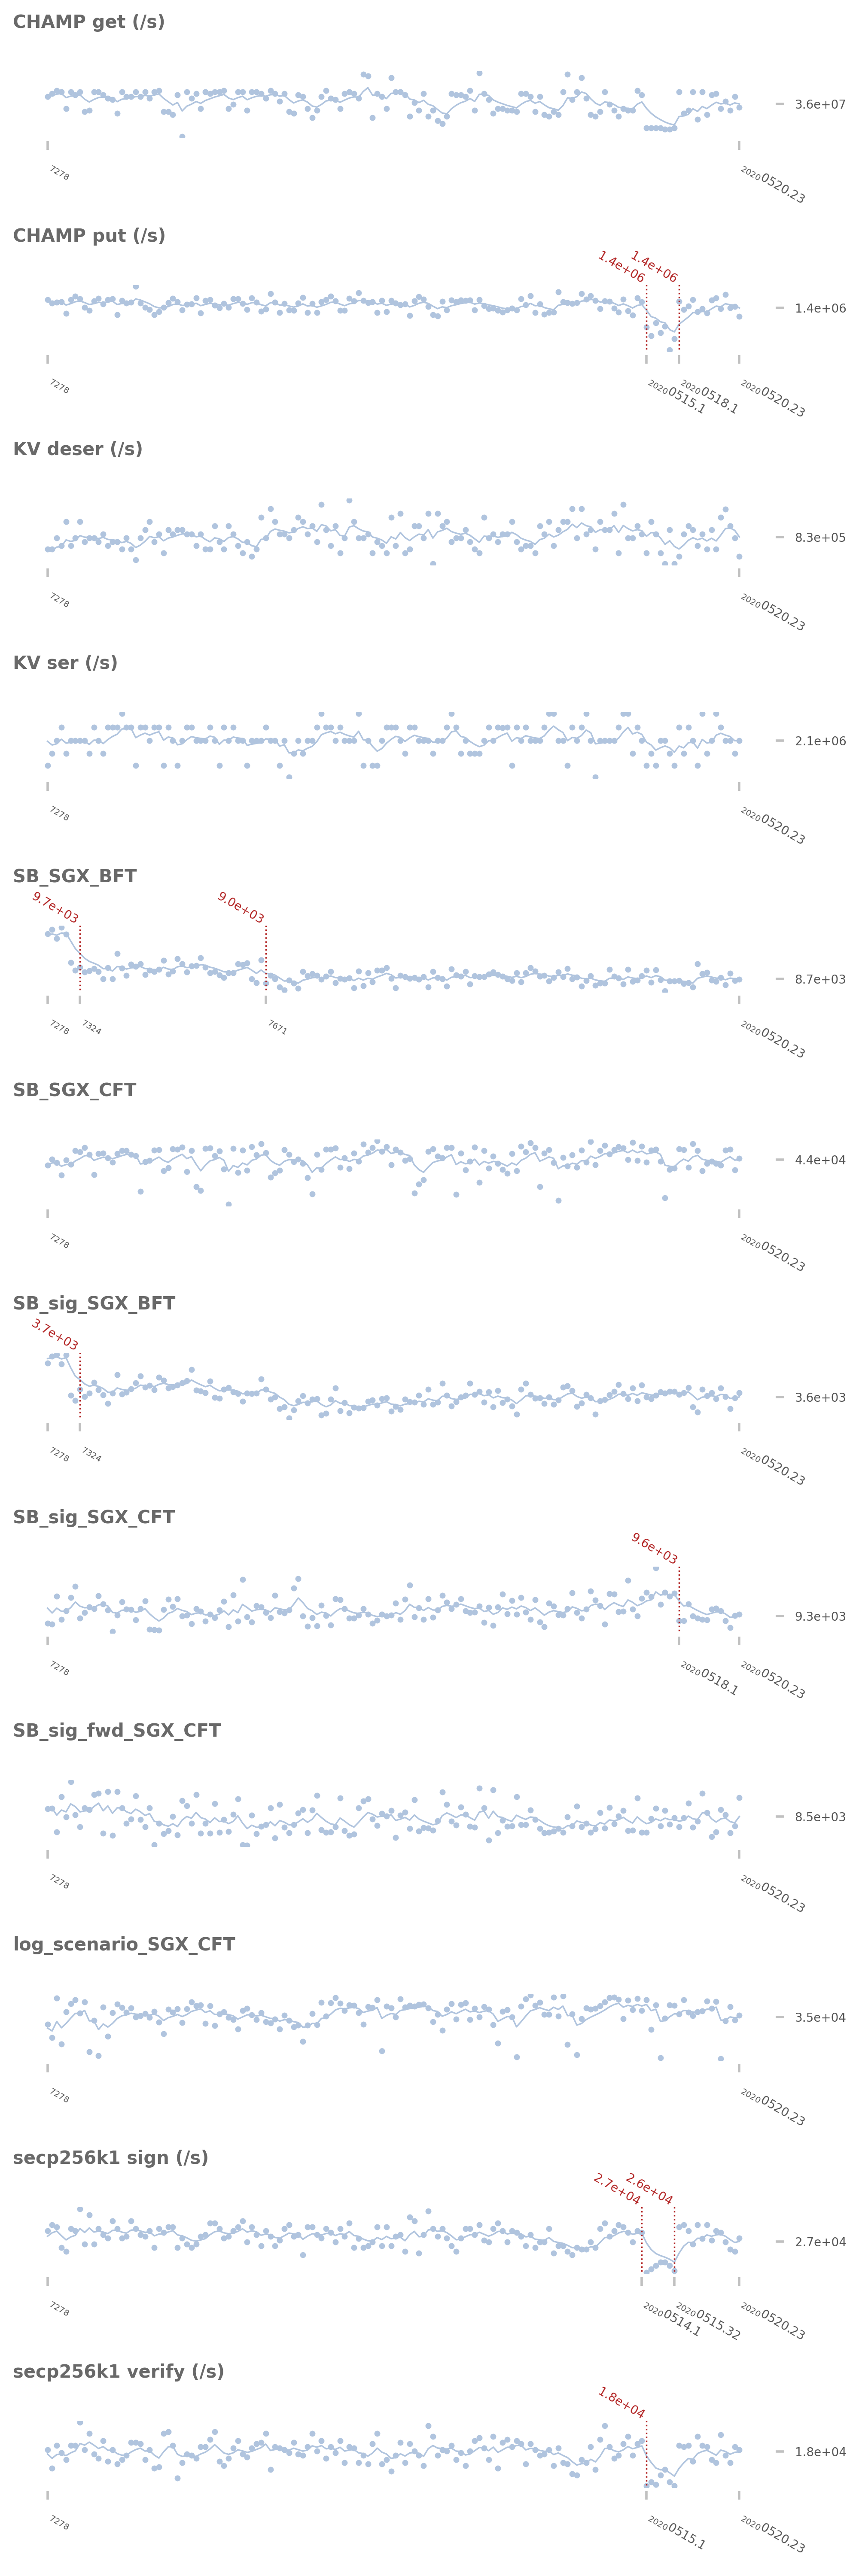 CHAMP get (/s)
3.6e+07
7278
20200520.23
CHAMP put (/s)
1.4e+06 1.4e+06
1.4e+06
7278 20200515.1 20200518.1 20200520.23
KV deser (/s)
8.3e+05
7278
20200520.23
KV ser (/s)
2.1e+06
7278
20200520.23
SB_SGX_BFT
9.7e+03 9.0e+03
8.7e+03
7278 7324 7671 20200520.23
SB_SGX_CFT
4.4e+04
7278
20200520.23
SB_sig_SGX_BFT
3.7e+03
3.6e+03
7278 7324 20200520.23
SB_sig_SGX_CFT
9.6e+03
9.3e+03
7278 20200518.1 20200520.23
SB_sig_fwd_SGX_CFT
8.5e+03
7278
20200520.23
log_scenario_SGX_CFT
3.5e+04
7278
20200520.23
secp256k1 sign (/s)
2.7e+04 2.6e+04
2.7e+04
7278 20200514.1 20200515.32 20200520.23
secp256k1 verify (/s)
1.8e+04
1.8e+04
7278 20200515.1 20200520.23